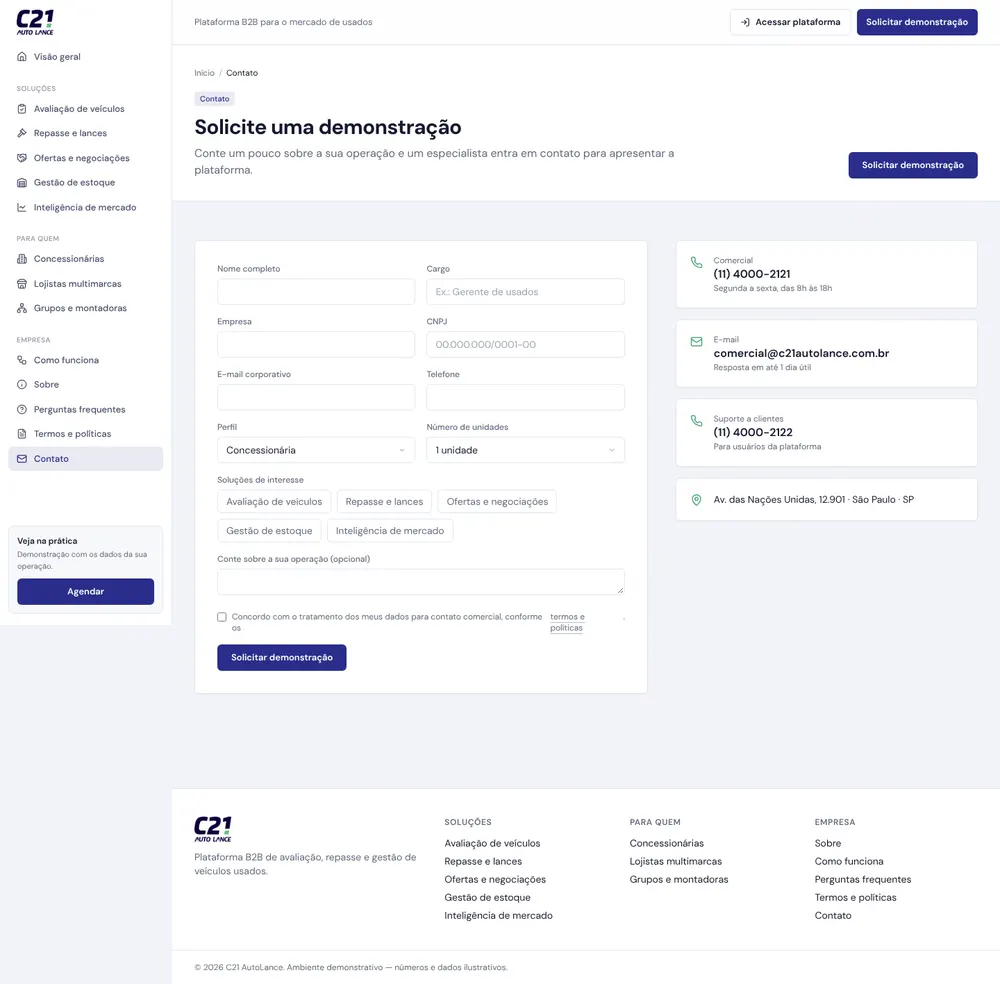 C21
AUTO LANCE
Visão geral
SOLUÇÕES
Avaliação de veículos
Repasse e lances
Ofertas e negociações
Gestão de estoque
Inteligência de mercado
PARA QUEM
Concessionárias
Lojistas multimarcas
Grupos e montadoras
EMPRESA
Como funciona
Sobre
Perguntas frequentes
Termos e políticas
Contato
Veja na prática
Demonstração com os dados da sua
operação.
Agendar
Plataforma B2B para o mercado de usados
Acessar plataforma
Solicitar demonstração
Início / Contato
Contato
Solicite uma demonstração
Conte um pouco sobre a sua operação e um especialista entra em contato para apresentar a
plataforma.
Solicitar demonstração
Nome completo
Cargo
Ex.: Gerente de usados
Empresa
CNPJ
00.000.000/0001-00
E-mail corporativo
Telefone
Perfil
Número de unidades
Concessionária
1 unidade
Soluções de interesse
Avaliação de veículos
Repasse e lances
Ofertas e negociações
Gestão de estoque
Inteligência de mercado
Conte sobre a sua operação (opcional)
Concordo com o tratamento dos meus dados para contato comercial, conforme
os
termos e
políticas
.
Solicitar demonstração
Comercial
(11) 4000-2121
Segunda a sexta, das 8h às 18h
E-mail
comercial@c21autolance.com.br
Resposta em até 1 dia útil
Suporte a clientes
(11) 4000-2122
Para usuários da plataforma
Av. das Nações Unidas, 12.901 · São Paulo · SP
C21
AUTO LANCE
Plataforma B2B de avaliação, repasse e gestão de
veículos usados.
SOLUÇÕES
Avaliação de veículos
Repasse e lances
Ofertas e negociações
Gestão de estoque
Inteligência de mercado
PARA QUEM
Concessionárias
Lojistas multimarcas
Grupos e montadoras
EMPRESA
Sobre
Como funciona
Perguntas frequentes
Termos e políticas
Contato
© 2026 C21 AutoLance. Ambiente demonstrativo — números e dados ilustrativos.